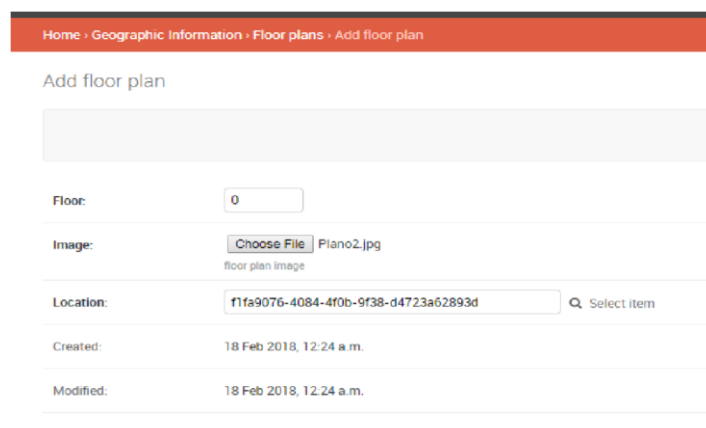 Home › Geographic Information › Floor plans › Add floor plan
Add floor plan
Floor: 0
Image: Choose File Plano2.jpg
floor plan image
Location: f1fa9076-4084-4f0b-9f38-d4723a62893d Select item
Created: 18 Feb 2018, 12:24 a.m.
Modified: 18 Feb 2018, 12:24 a.m.